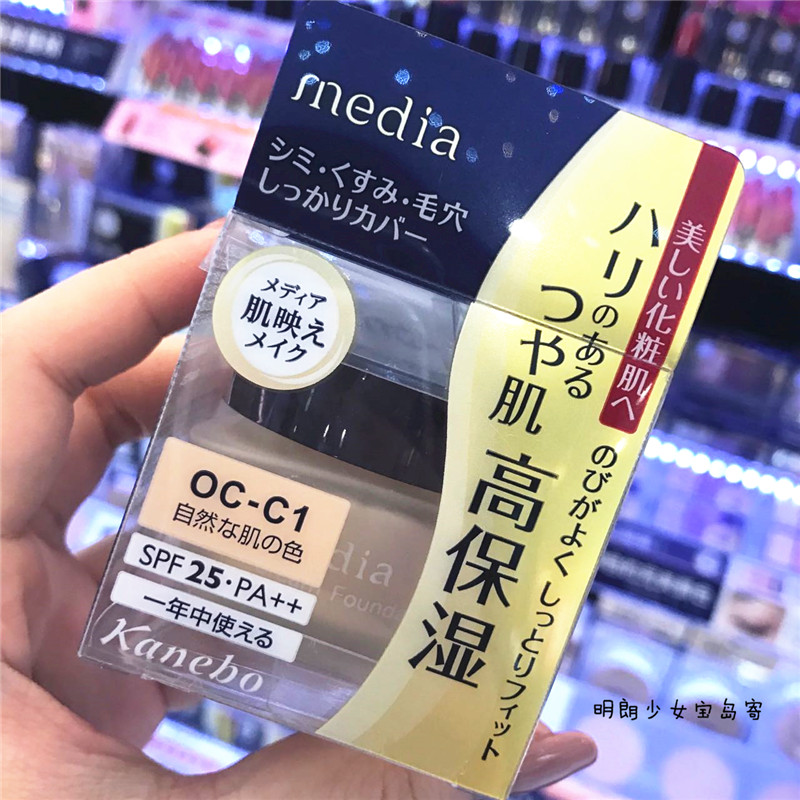 media
シミ・くすみ・毛穴
しっかりカバー
メディア
肌映え
メイク
美しい化粧肌へ
ハリのある
つや肌
高保湿
のびがよくしっとりフィット
OC-C1
自然な肌の色
SPF 25・PA++
一年中使える
Kanebo
media
Found
明朗少女宝岛寄